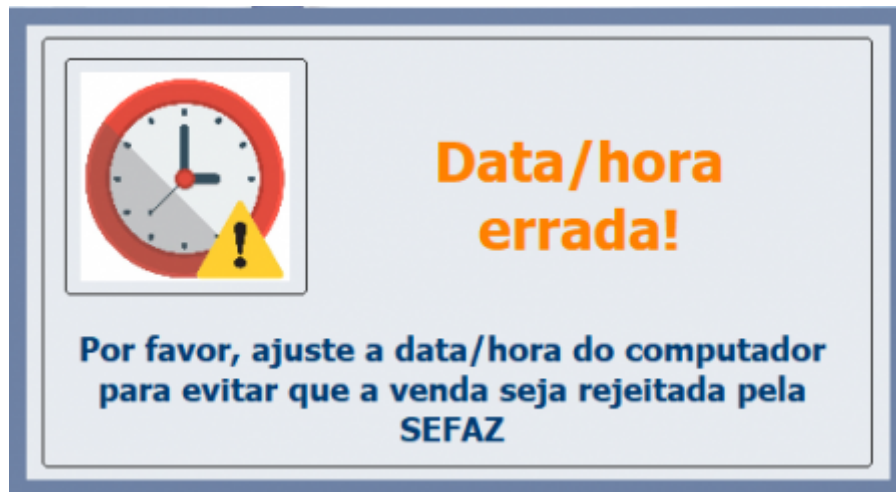 Data/hora
errada!
Por favor, ajuste a data/hora do computador
para evitar que a venda seja rejeitada pela
SEFAZ